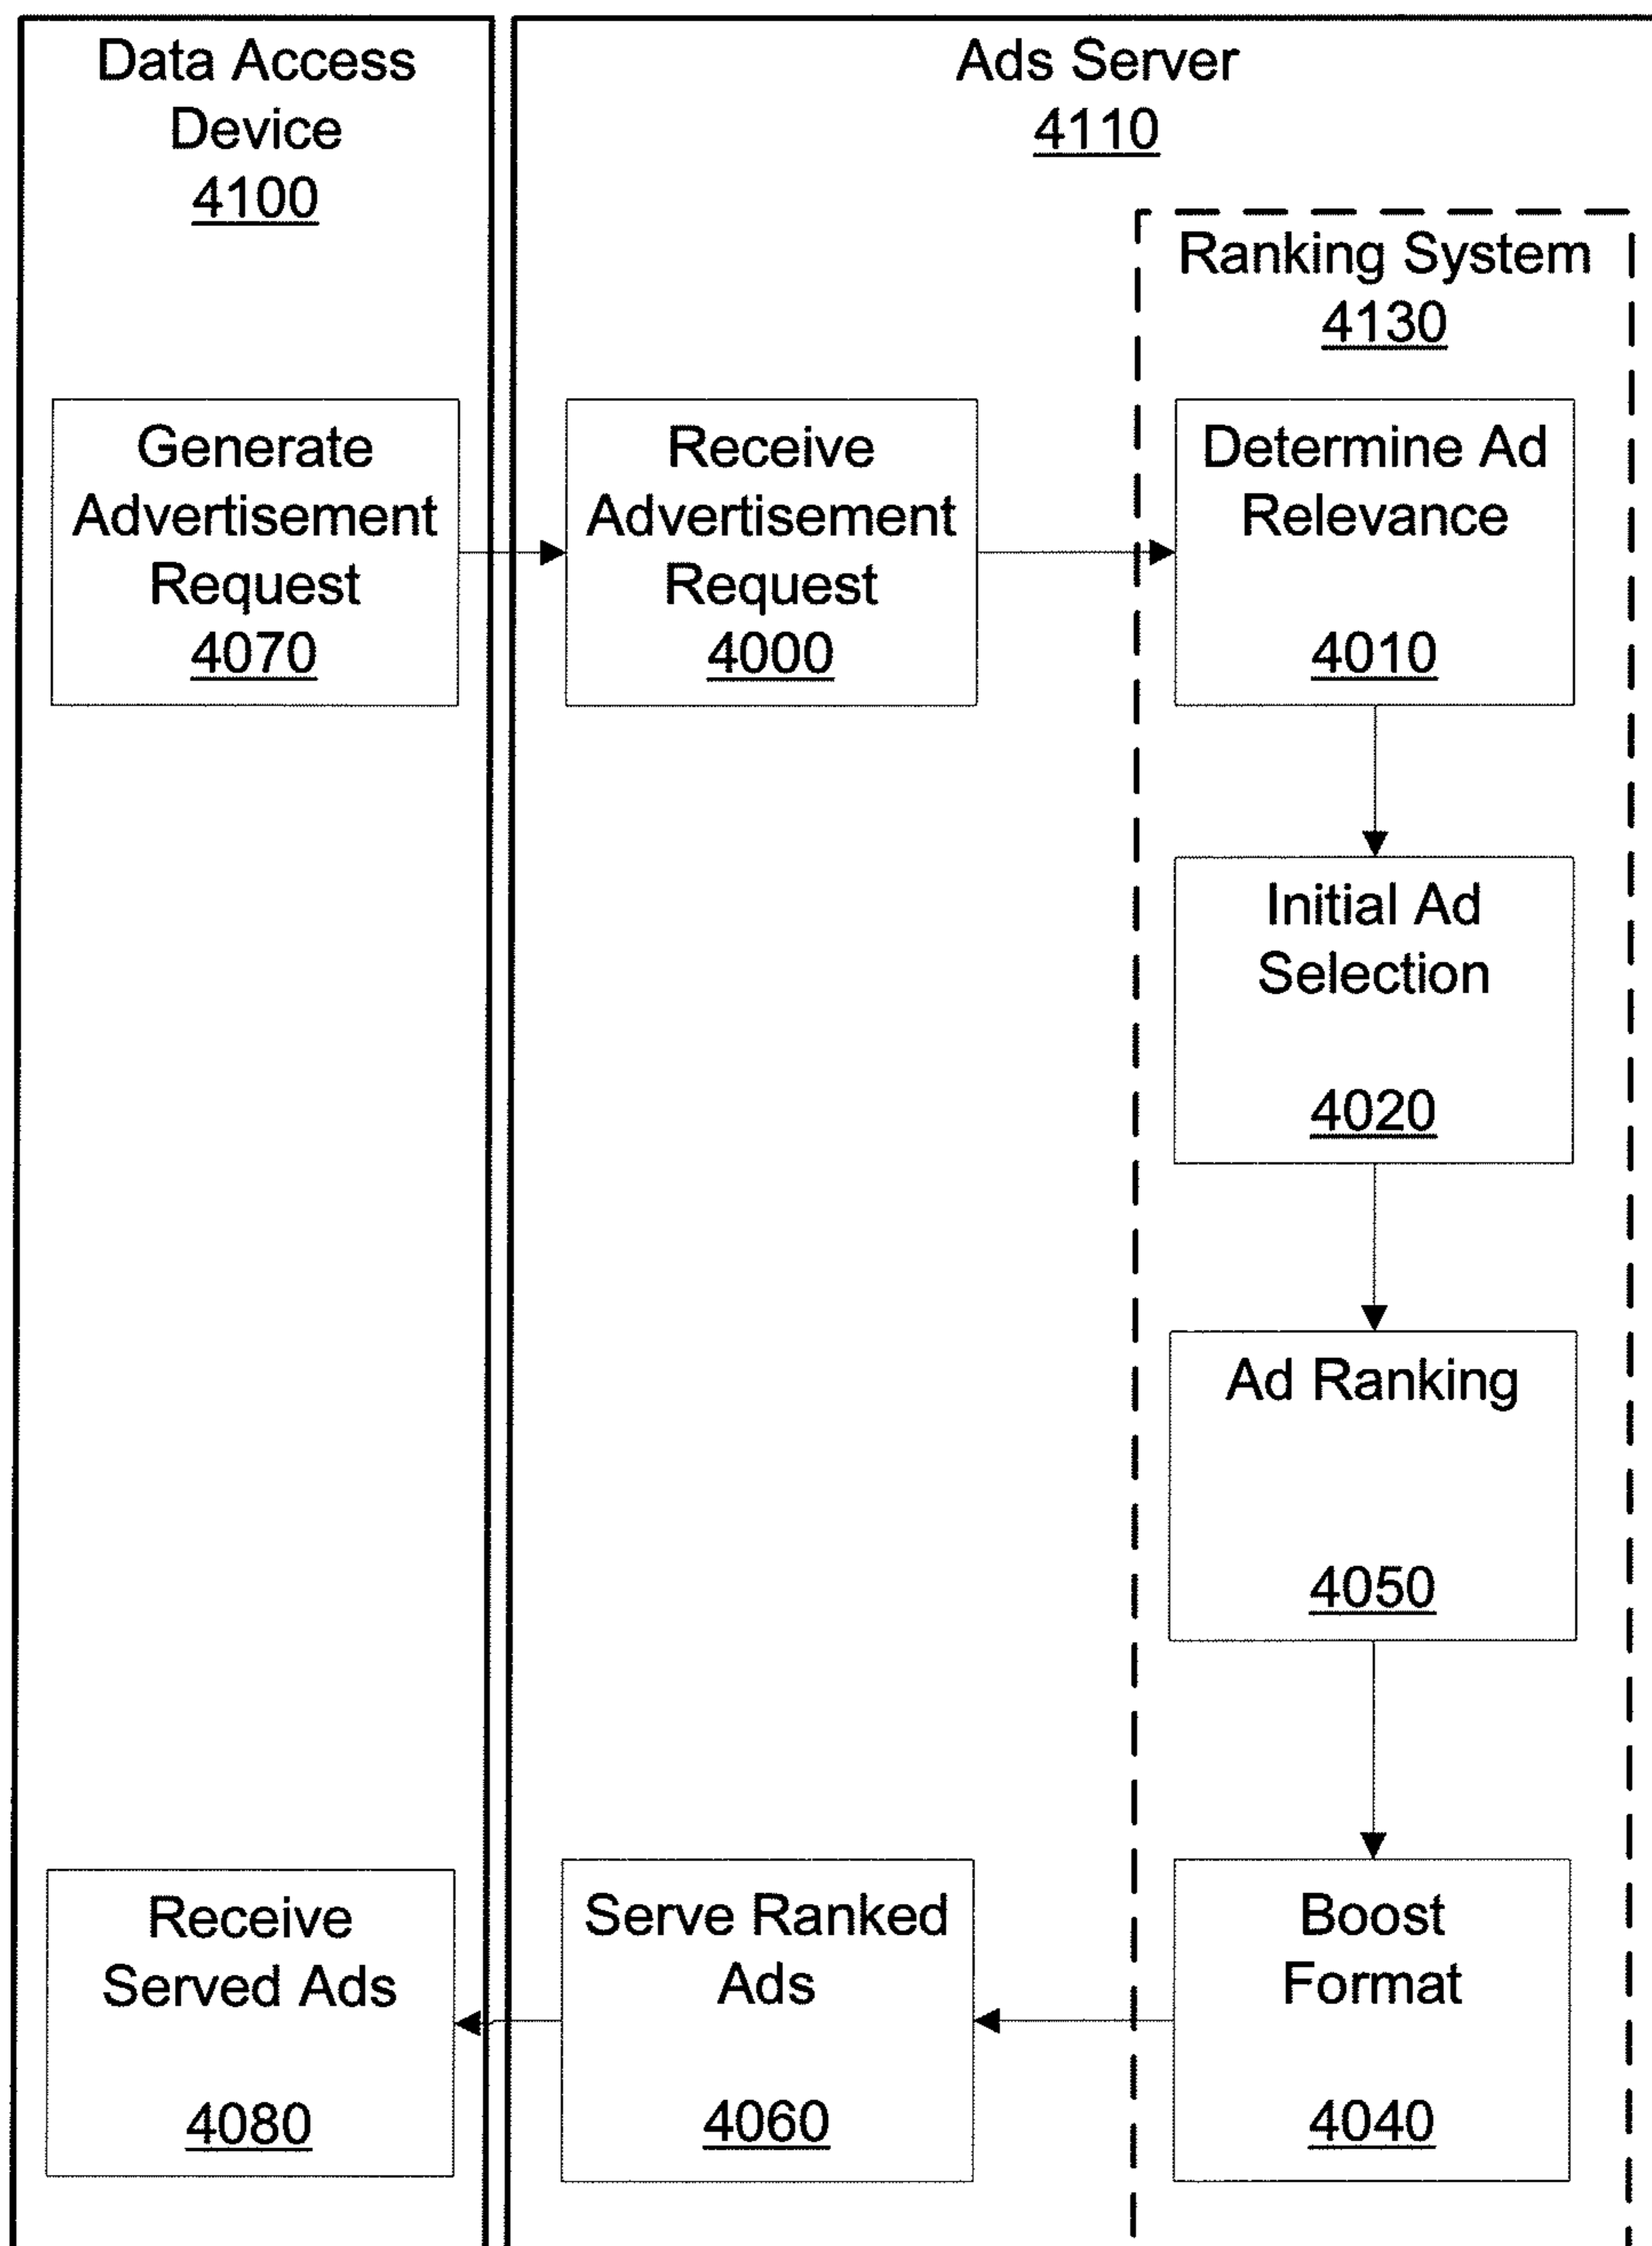 Data Access
Device
4100
Ads Server
4110
Ranking System
4130
Generate
Advertisement
Request
4070
Receive
Advertisement
Request
4000
Determine Ad
Relevance
4010
Initial Ad
Selection
4020
Ad Ranking
4050
Receive
Served Ads
4080
Serve Ranked
Ads
4060
Boost
Format
4040